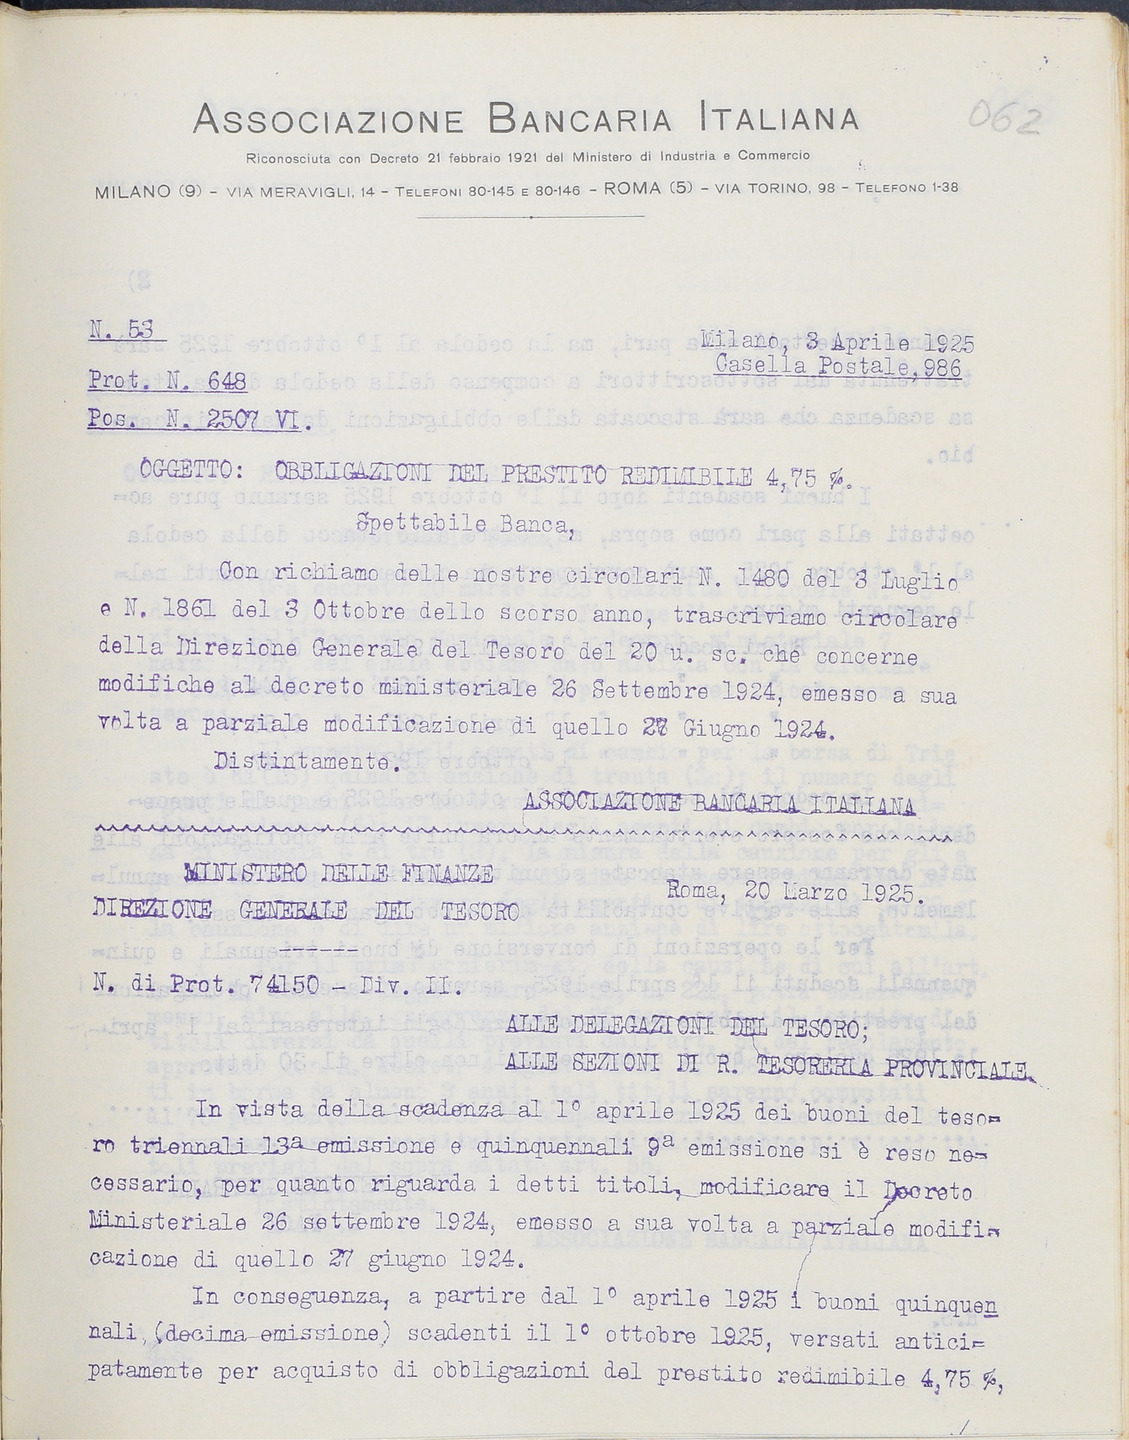 062
ASSOCIAZIONE BANCARIA ITALIANA
Riconosciuta con Decreto 21 febbraio 1921 del Ministero di Industria e Commercio
MILANO (9) – VIA MERAVIGLI, 14 – TELEFONI 80-145 E 80-146 – ROMA (5) – VIA TORINO, 98 – TELEFONO 1-38
N. 53
Milano, 3 Aprile 1925
Casella Postale, 986
Prot. N. 648
Pos. N. 2507 VI.
OGGETTO: OBBLIGAZIONI DEL PRESTITO REDIMIBILE 4,75 %.
Spettabile Banca,
Con richiamo delle nostre circolari N. 1480 del 3 Luglio
e N. 1861 del 3 Ottobre dello scorso anno, trascriviamo circolare
della Direzione Generale del Tesoro del 20 u. sc. che concerne
modifiche al decreto ministeriale 26 Settembre 1924, emesso a sua
volta a parziale modificazione di quello 27 Giugno 1924.
Distintamente.
ASSOCIAZIONE BANCARIA ITALIANA
MINISTERO DELLE FINANZE
DIREZIONE GENERALE DEL TESORO
Roma, 20 Marzo 1925.
N. di Prot. 74150 – Div. II.
ALLE DELEGAZIONI DEL TESORO;
ALLE SEZIONI DI R. TESORERIA PROVINCIALE.
In vista della scadenza al 1° aprile 1925 dei buoni del teso=
ro triennali 13ª emissione e quinquennali 9ª emissione si è reso ne=
cessario, per quanto riguarda i detti titoli, modificare il Decreto
Ministeriale 26 settembre 1924, emesso a sua volta a parziale modifi=
cazione di quello 27 giugno 1924.
In conseguenza, a partire dal 1° aprile 1925 i buoni quinquen
nali, (decima emissione) scadenti il 1° ottobre 1925, versati antici=
patamente per acquisto di obbligazioni del prestito redimibile 4,75 %,